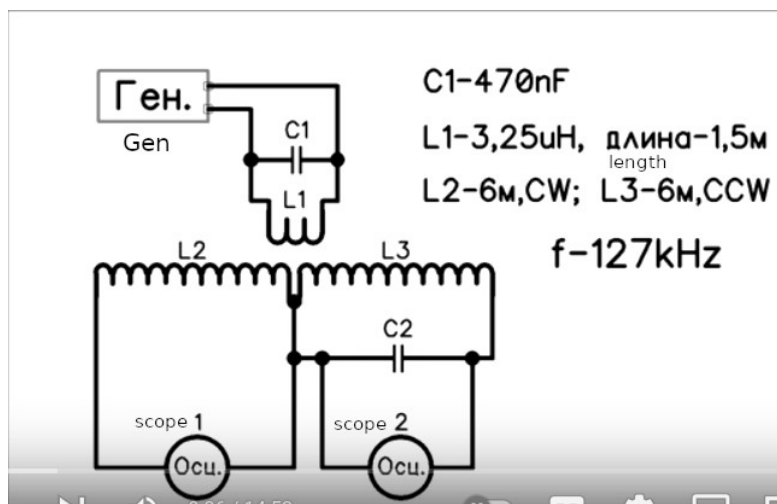 Ген.
Gen
C1
L1
C1-470nF
L1-3,25uH, длина-1,5м
length
L2-6м,CW; L3-6м,CCW
f-127kHz
L2
L3
C2
scope 1
scope 2
Осц.
Осц.